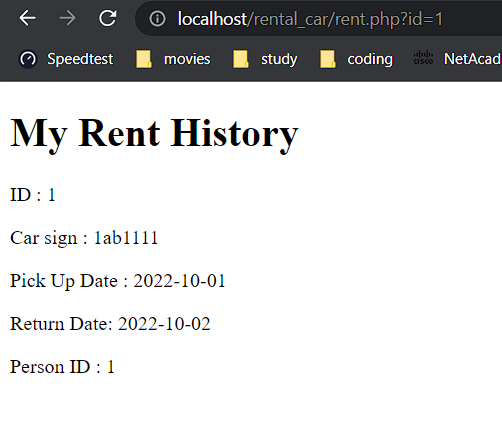 localhost/rental_car/rent.php?id=1
Speedtest movies study coding cisco NetAcad
My Rent History
ID : 1
Car sign : 1ab1111
Pick Up Date : 2022-10-01
Return Date: 2022-10-02
Person ID : 1